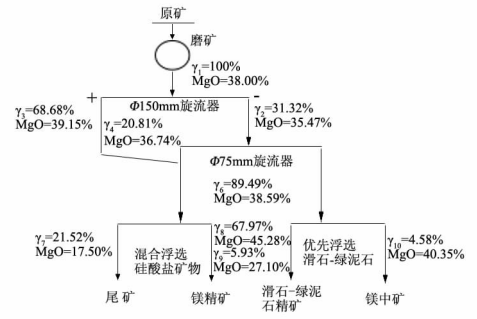 原矿
磨矿
γ₁=100%
MgO=38.00%
+
-
γ₃=68.68%
MgO=39.15%
Φ150mm旋流器
γ₄=20.81%
MgO=36.74%
γ₂=31.32%
MgO=35.47%
Φ75mm旋流器
γ₆=89.49%
MgO=38.59%
γ₇=21.52%
MgO=17.50%
混合浮选
硅酸盐矿物
γ₈=67.97%
MgO=45.28%
γ₉=5.93%
MgO=27.10%
优先浮选
滑石-绿泥石
γ₁₀=4.58%
MgO=40.35%
尾矿
镁精矿
滑石-绿泥
石精矿
镁中矿